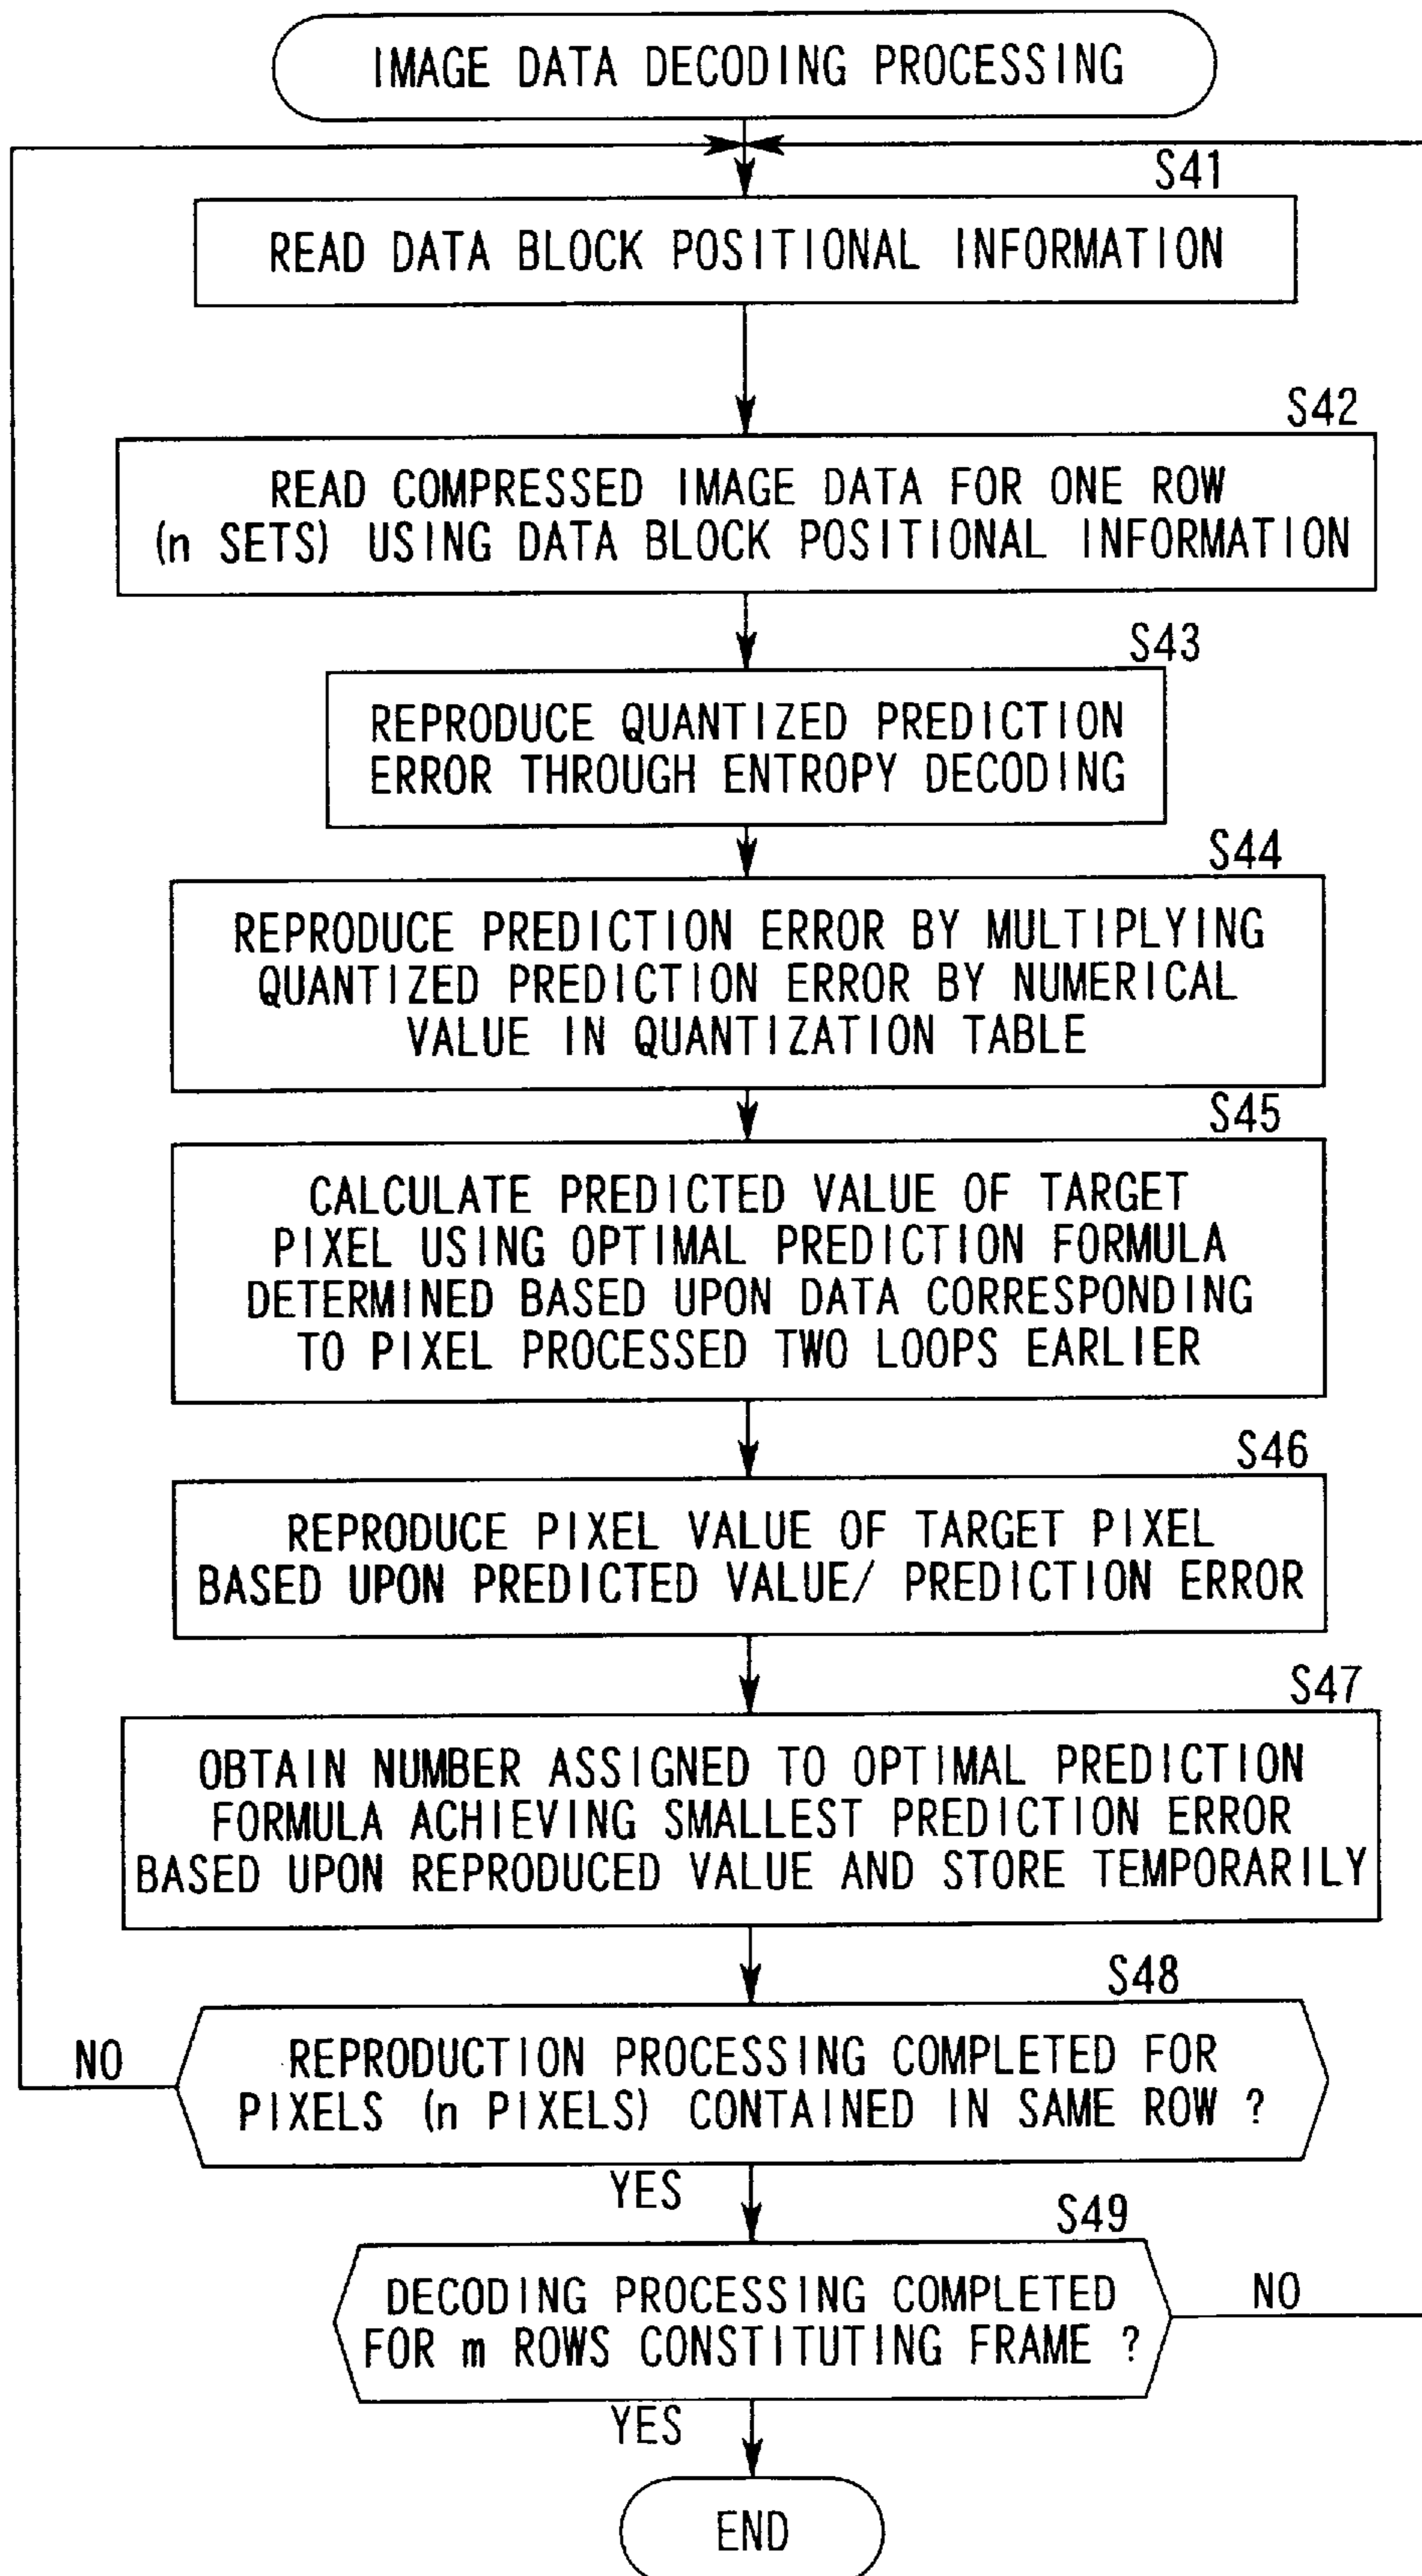 IMAGE DATA DECODING PROCESSING
S41
READ DATA BLOCK POSITIONAL INFORMATION
S42
READ COMPRESSED IMAGE DATA FOR ONE ROW
(n SETS) USING DATA BLOCK POSITIONAL INFORMATION
S43
REPRODUCE QUANTIZED PREDICTION
ERROR THROUGH ENTROPY DECODING
S44
REPRODUCE PREDICTION ERROR BY MULTIPLYING
QUANTIZED PREDICTION ERROR BY NUMERICAL
VALUE IN QUANTIZATION TABLE
S45
CALCULATE PREDICTED VALUE OF TARGET
PIXEL USING OPTIMAL PREDICTION FORMULA
DETERMINED BASED UPON DATA CORRESPONDING
TO PIXEL PROCESSED TWO LOOPS EARLIER
S46
REPRODUCE PIXEL VALUE OF TARGET PIXEL
BASED UPON PREDICTED VALUE/ PREDICTION ERROR
S47
OBTAIN NUMBER ASSIGNED TO OPTIMAL PREDICTION
FORMULA ACHIEVING SMALLEST PREDICTION ERROR
BASED UPON REPRODUCED VALUE AND STORE TEMPORARILY
S48
NO
REPRODUCTION PROCESSING COMPLETED FOR
PIXELS (n PIXELS) CONTAINED IN SAME ROW ?
YES
S49
DECODING PROCESSING COMPLETED
FOR m ROWS CONSTITUTING FRAME ?
NO
YES
END